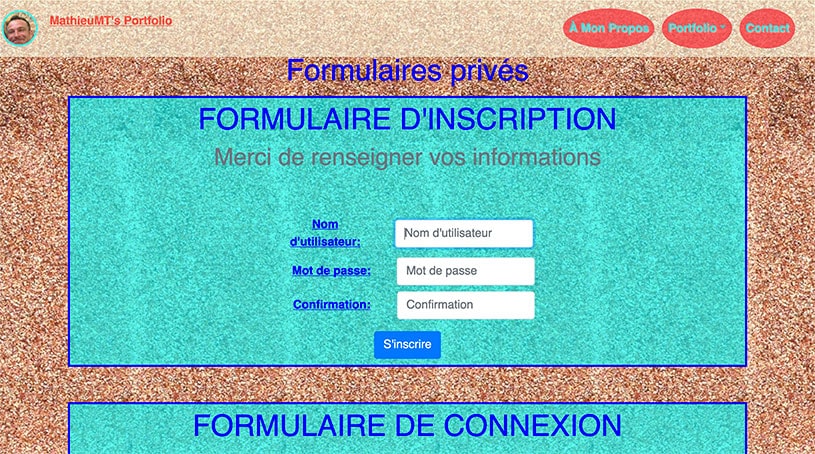 MathieuMT's Portfolio
À Mon Propos
Portfolio
Contact
Formulaires privés
FORMULAIRE D'INSCRIPTION
Merci de renseigner vos informations
Nom
d'utilisateur:
Nom d'utilisateur
Mot de passe:
Mot de passe
Confirmation:
Confirmation
S'inscrire
FORMULAIRE DE CONNEXION